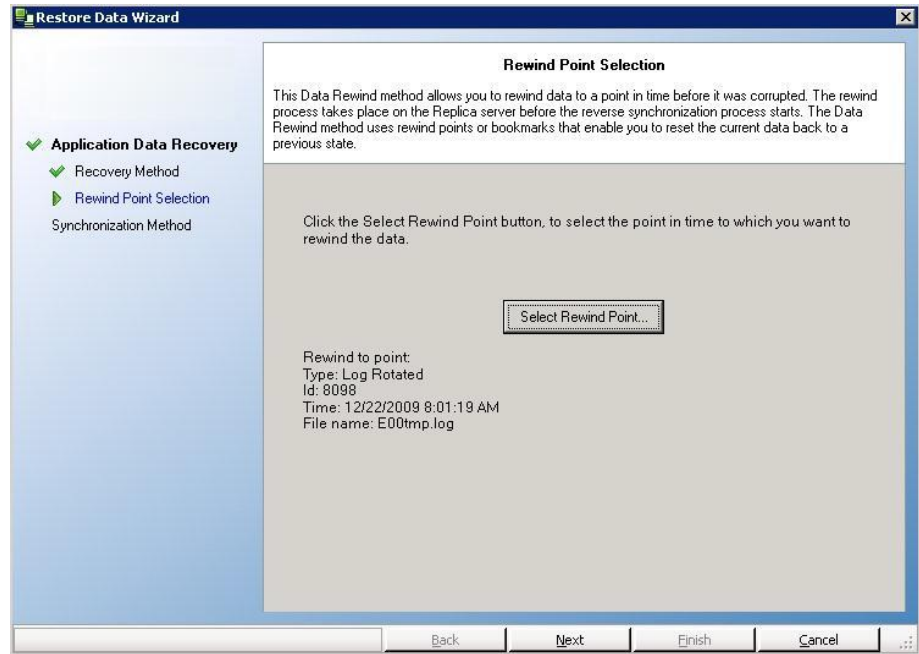 Restore Data Wizard
Rewind Point Selection
This Data Rewind method allows you to rewind data to a point in time before it was corrupted. The rewind
process takes place on the Replica server before the reverse synchronization process starts. The Data
Rewind method uses rewind points or bookmarks that enable you to reset the current data back to a
previous state.
Application Data Recovery
Recovery Method
Rewind Point Selection
Synchronization Method
Click the Select Rewind Point button, to select the point in time to which you want to
rewind the data.
Select Rewind Point...
Rewind to point:
Type: Log Rotated
Id: 8098
Time: 12/22/2009 8:01:19 AM
File name: E00tmp.log
Back
Next
Finish
Cancel